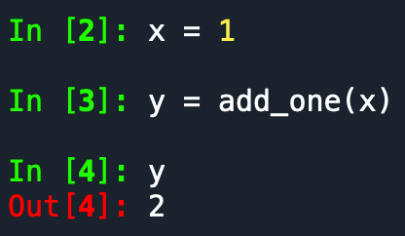 In [2]: x = 1
In [3]: y = add_one(x)
In [4]: y
Out[4]: 2